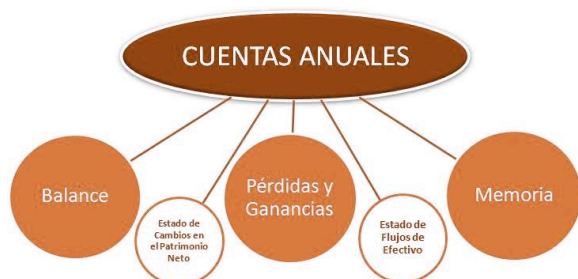 CUENTAS ANUALES
Balance
Estado de
Cambios en
el Patrimonio
Neto
Pérdidas y
Ganancias
Estado de
Flujos de
Efectivo
Memoria